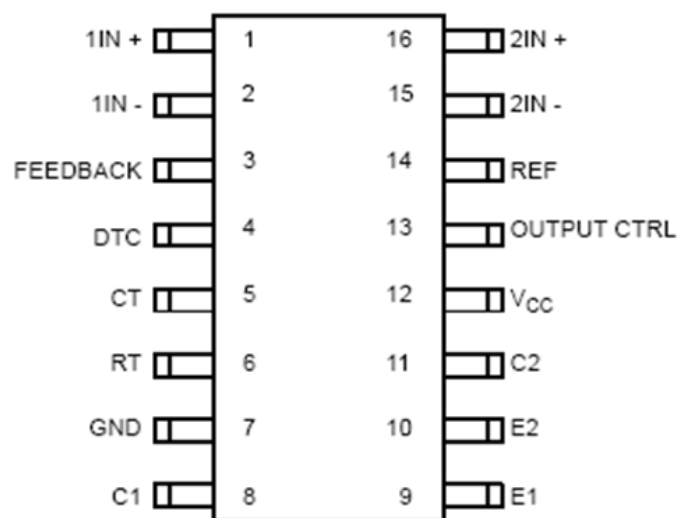 1IN + 1 16 2IN +
1IN - 2 15 2IN -
FEEDBACK 3 14 REF
DTC 4 13 OUTPUT CTRL
CT 5 12 VCC
RT 6 11 C2
GND 7 10 E2
C1 8 9 E1